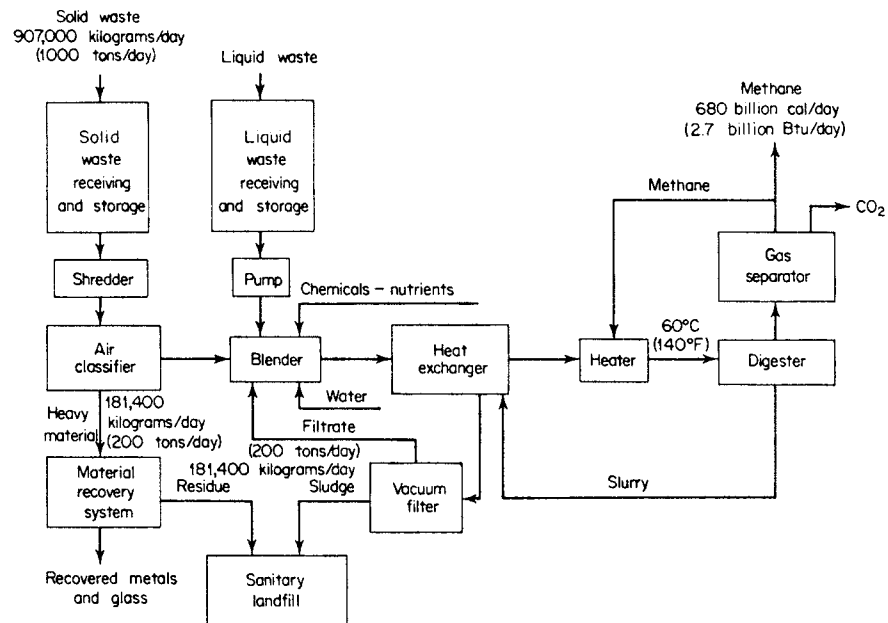 Solid waste
907,000 kilograms/day
(1000 tons/day)
Liquid waste
Methane
680 billion cal/day
(2.7 billion Btu/day)
Solid
waste
receiving
and storage
Liquid
waste
receiving
and storage
Methane
CO2
Gas
separator
Shredder
Pump
Chemicals - nutrients
60°C
(140°F)
Air
classifier
Blender
Heat
exchanger
Heater
Digester
Water
Heavy
material
181,400
kilograms/day
(200 tons/day)
Filtrate
(200 tons/day)
181,400 kilograms/day
Material
recovery
system
Residue
Sludge
Vacuum
filter
Slurry
Recovered metals
and glass
Sanitary
landfill